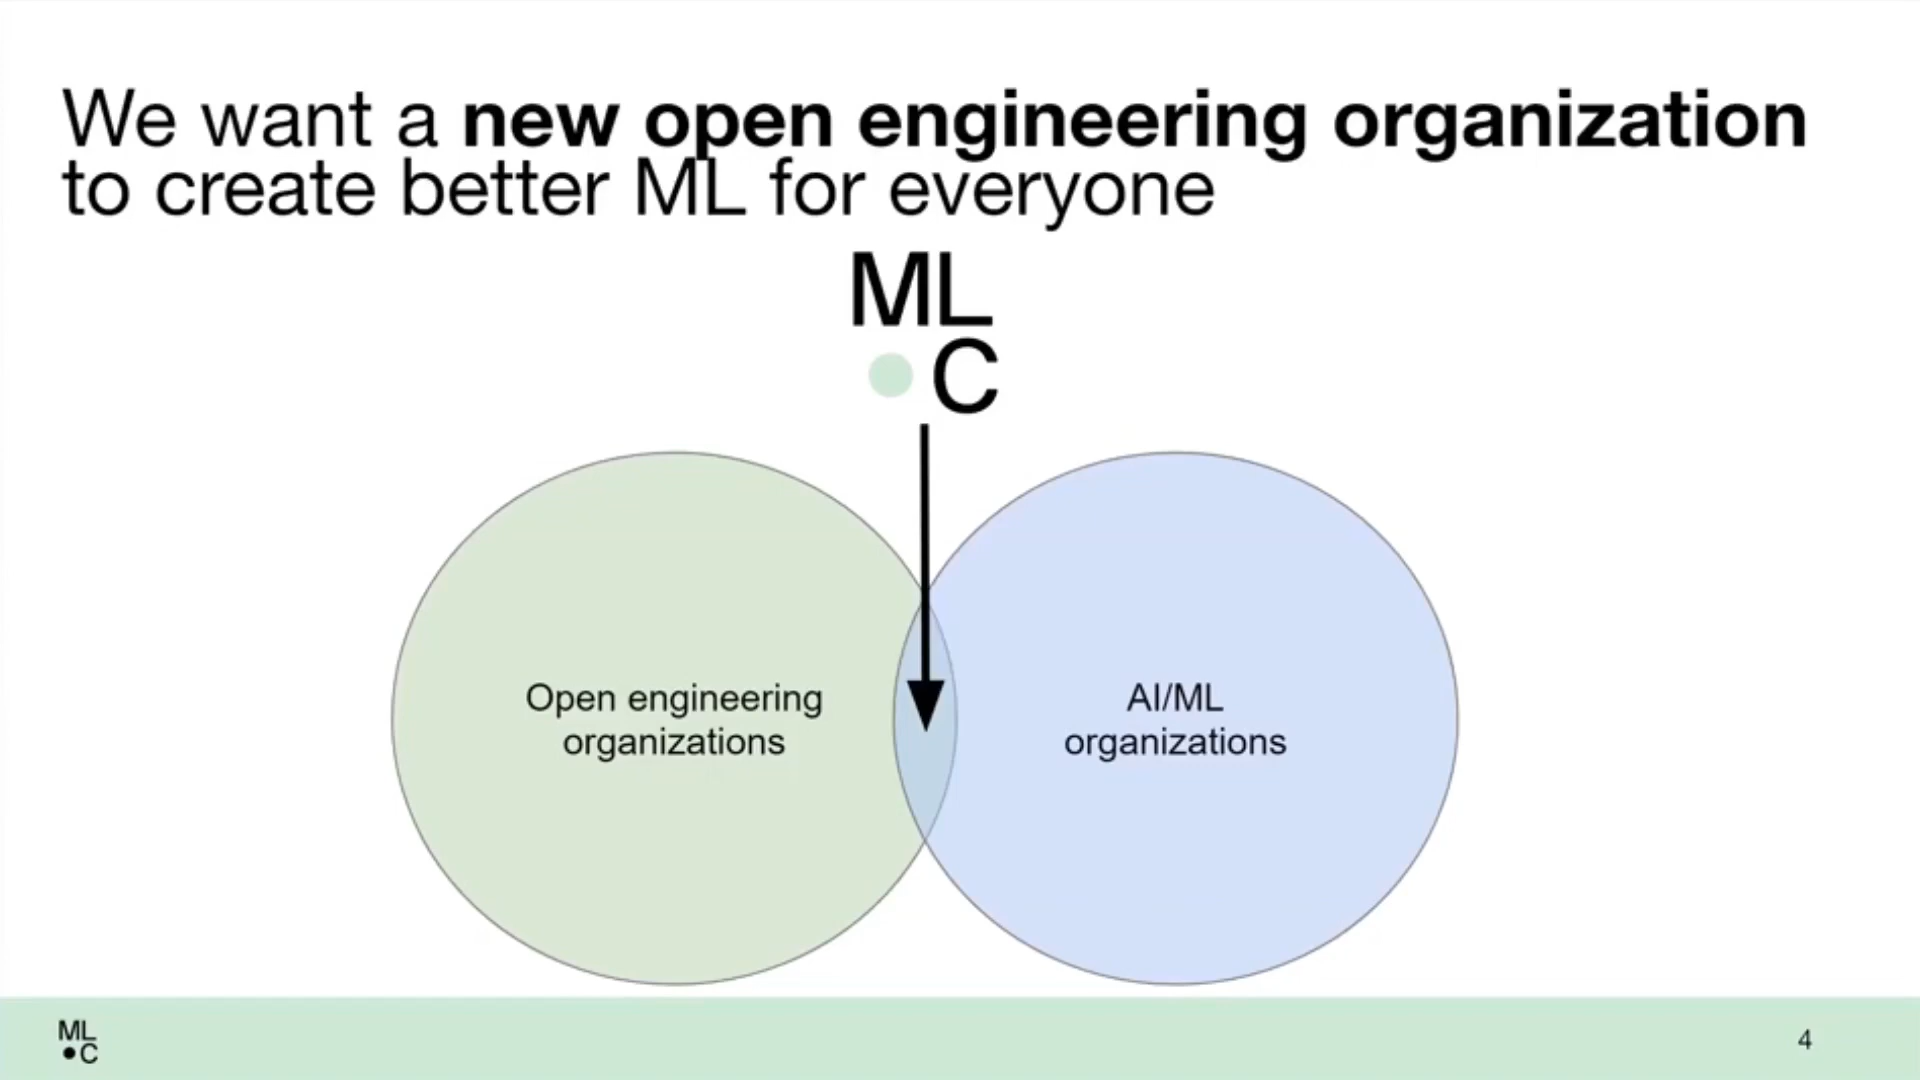 We want a new open engineering organization
to create better ML for everyone
ML
C
Open engineering
organizations
AI/ML
organizations
ML
C
4